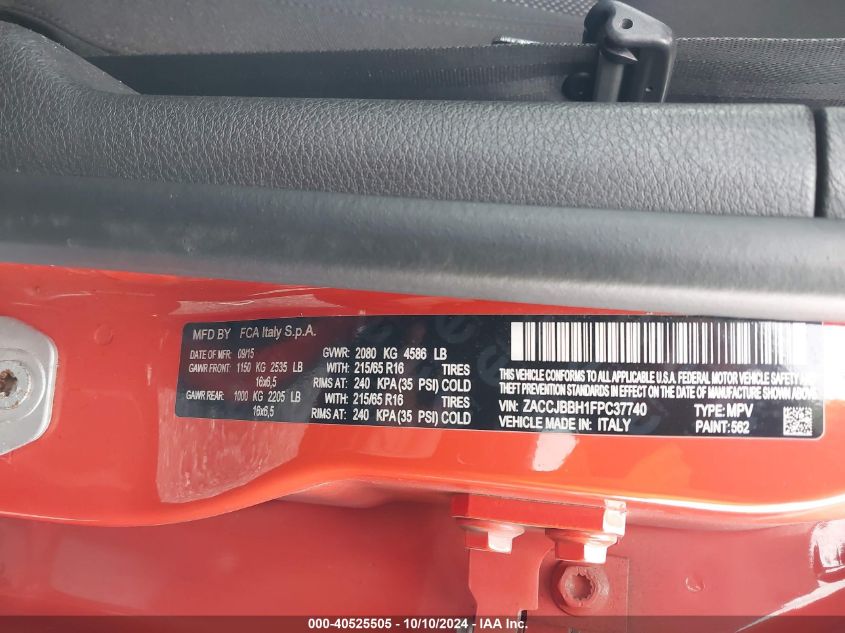 MFD BY FCA Italy S.p.A.
DATE OF MFR: 09/15 GVWR: 2080 KG 4586 LB
GAWR FRONT: 1150 KG 2535 LB WITH: 215/65 R16 TIRES
16x6,5 RIMS AT: 240 KPA (35 PSI) COLD
GAWR REAR: 1000 KG 2205 LB WITH: 215/65 R16 TIRES
16x6,5 RIMS AT: 240 KPA (35 PSI) COLD
THIS VEHICLE CONFORMS TO ALL APPLICABLE U.S.A. FEDERAL MOTOR VEHICLE SAFETY, BUMPER, AND
THEFT PREVENTION STANDARDS IN EFFECT ON THE DATE OF MANUFACTURE SHOWN ABOVE.
VIN: ZACCJBBH1FPC37740 TYPE: MPV
VEHICLE MADE IN: ITALY PAINT: 562
000-40525505 - 10/10/2024 - IAA Inc.